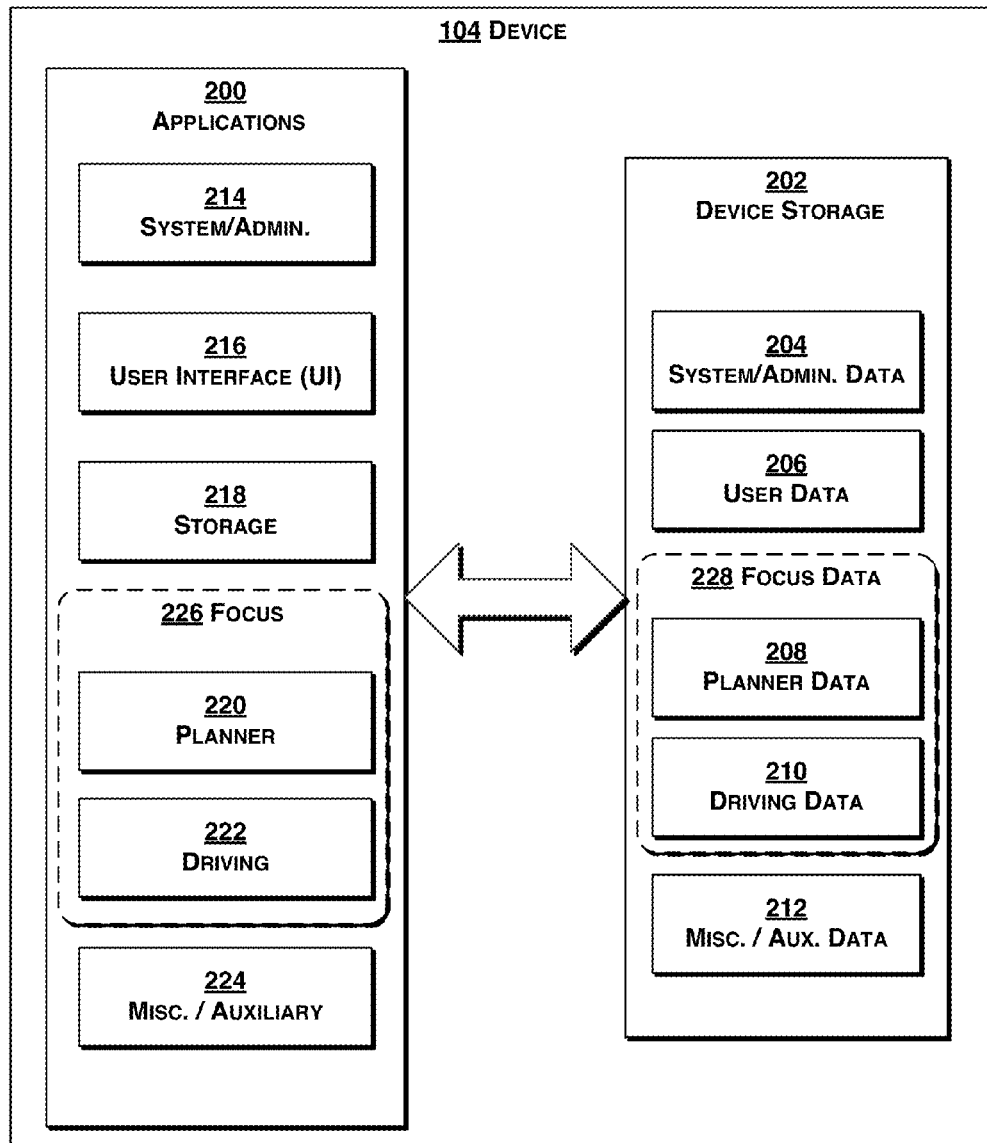 104 DEVICE
200
APPLICATIONS
214
SYSTEM/ADMIN.
216
USER INTERFACE (UI)
218
STORAGE
226 FOCUS
220
PLANNER
222
DRIVING
224
MISC. / AUXILIARY
202
DEVICE STORAGE
204
SYSTEM/ADMIN. DATA
206
USER DATA
228 FOCUS DATA
208
PLANNER DATA
210
DRIVING DATA
212
MISC. / AUX. DATA